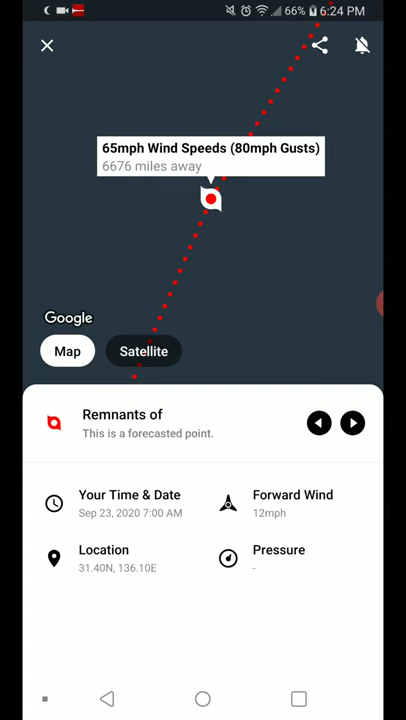 66% 6:24 PM
65mph Wind Speeds (80mph Gusts)
6676 miles away
Google
Map Satellite
Remnants of
This is a forecasted point.
Your Time & Date
Sep 23, 2020 7:00 AM
Forward Wind
12mph
Location
31.40N, 136.10E
Pressure
-